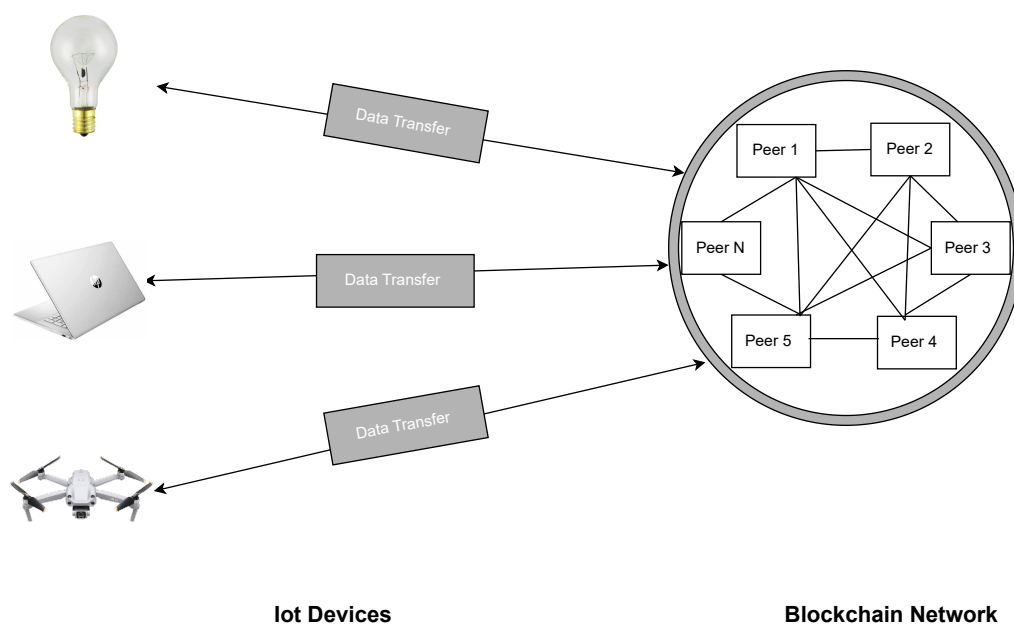 Data Transfer
Peer 1
Peer 2
Peer N
Peer 3
Data Transfer
Peer 5
Peer 4
Data Transfer
Iot Devices
Blockchain Network